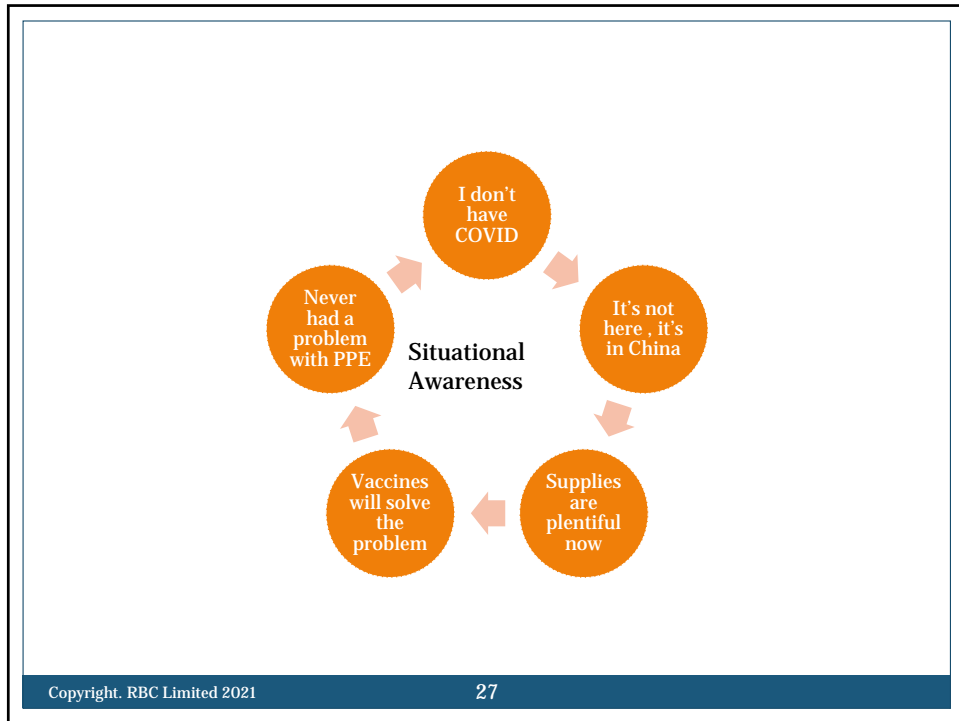 I don't
have
COVID
It's not
here , it's
in China
Supplies
are
plentiful
now
Vaccines
will solve
the
problem
Never
had a
problem
with PPE
Situational
Awareness
Copyright. RBC Limited 2021
27